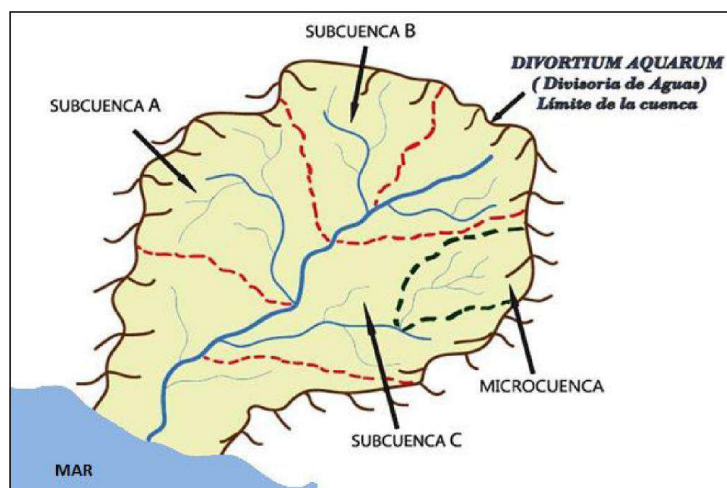 SUBCUENCA B
DIVORTIUM AQUARUM
( Divisoria de Aguas)
Límite de la cuenca
SUBCUENCA A
MICROCUENCA
SUBCUENCA C
MAR